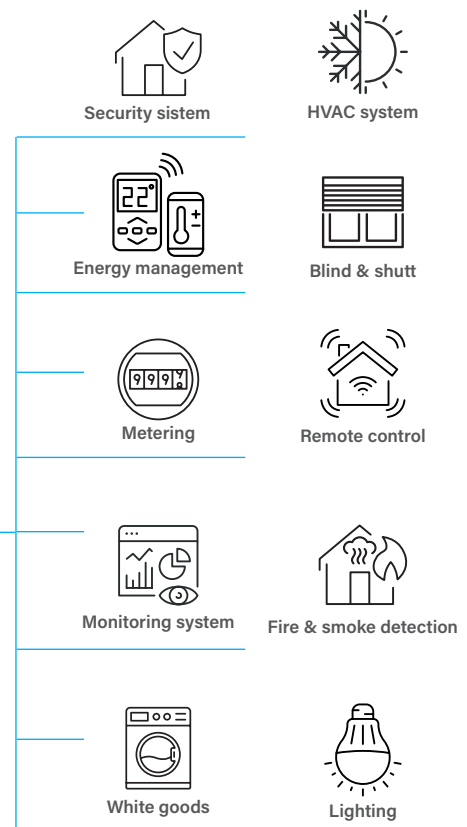 Security sistem
HVAC system
22°
Energy management
Blind & shutt
999
Metering
Remote control
Monitoring system
Fire & smoke detection
White goods
Lighting